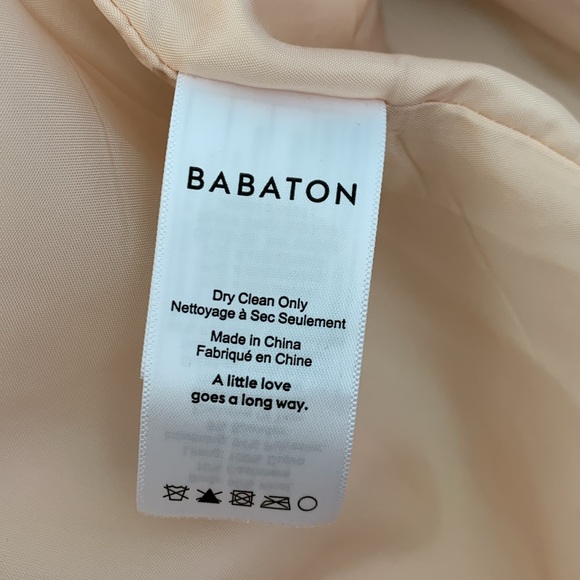 BABATON
Dry Clean Only
Nettoyage à Sec Seulement
Made in China
Fabriqué en Chine
A little love
goes a long way.